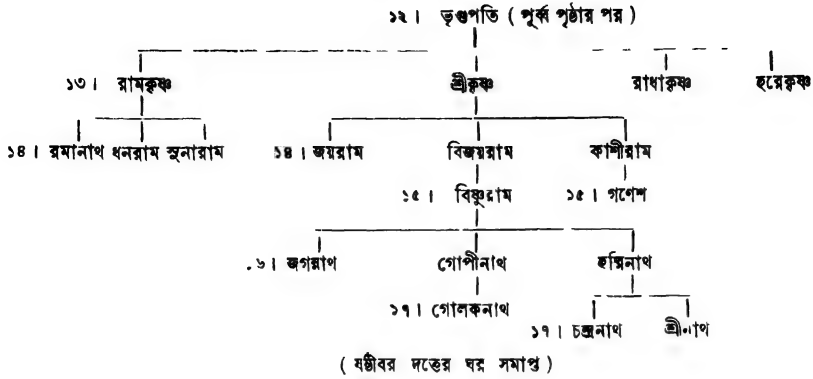 ১২। ভৃগুপতি ( পূর্ব্ব পৃষ্ঠার পর )
১৩। রামকৃষ্ণ শ্রীকৃষ্ণ রাধাকৃষ্ণ হরেকৃষ্ণ
১৪। রমানাথ ধনরাম সুনারাম ১৪। জয়রাম বিজয়রাম কাশীরাম
১৫। বিষ্ণুরাম ১৫। গণেশ
.৬। জগন্নাথ গোপীনাথ হরিনাথ
১৭। গোলকনাথ
১৭। চন্দ্রনাথ শ্রীনাথ
( ষষ্ঠীবর দত্তের ঘর সমাপ্ত )